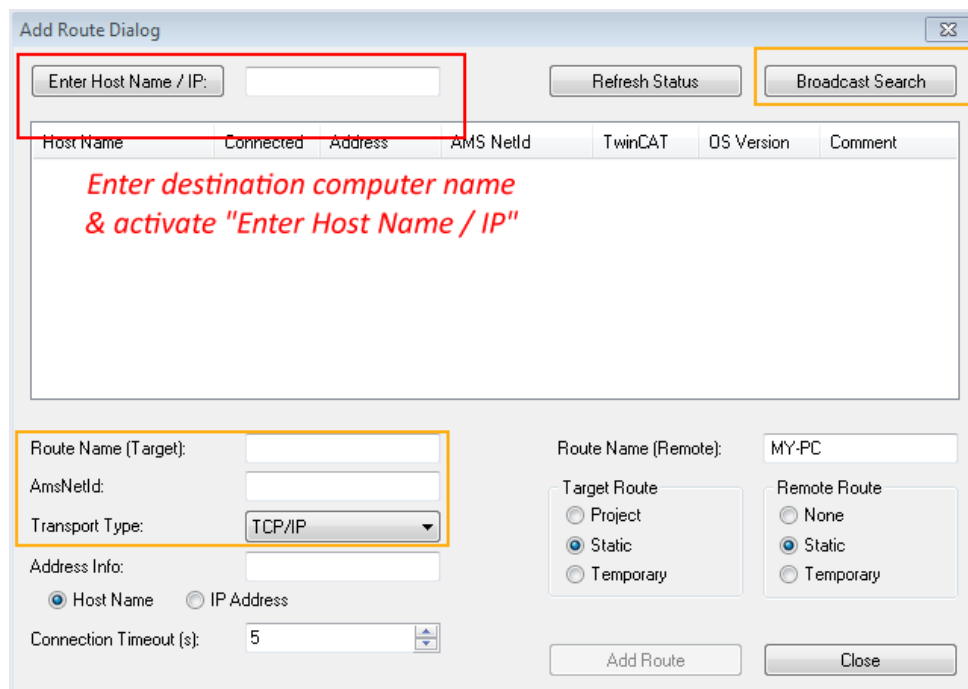 Add Route Dialog
Enter Host Name / IP:
Refresh Status
Broadcast Search
Host Name Connected Address AMS NetId TwinCAT OS Version Comment
Enter destination computer name
& activate "Enter Host Name / IP"
Route Name (Target):
AmsNetId:
Transport Type: TCP/IP
Address Info:
Host Name IP Address
Connection Timeout (s): 5
Route Name (Remote): MY-PC
Target Route
Project
Static
Temporary
Remote Route
None
Static
Temporary
Add Route
Close